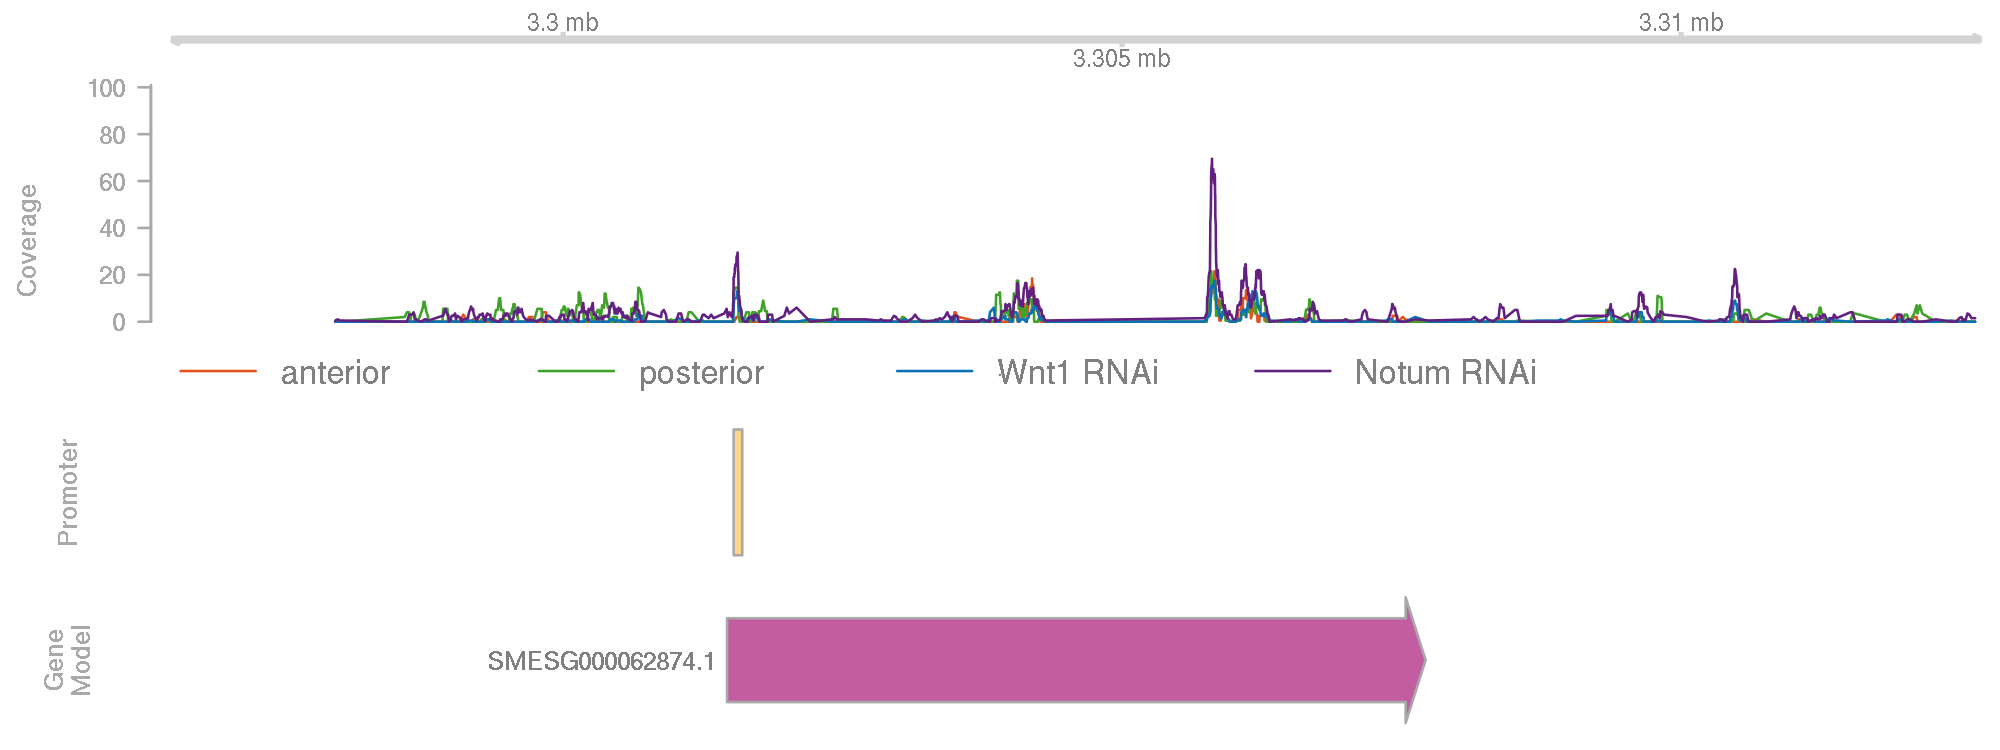 3.3 mb
3.31 mb
3.305 mb
100
80
60
40
20
0
Coverage
anterior
posterior
Wnt1 RNAi
Notum RNAi
Promoter
Gene
Model
SMESG000062874.1